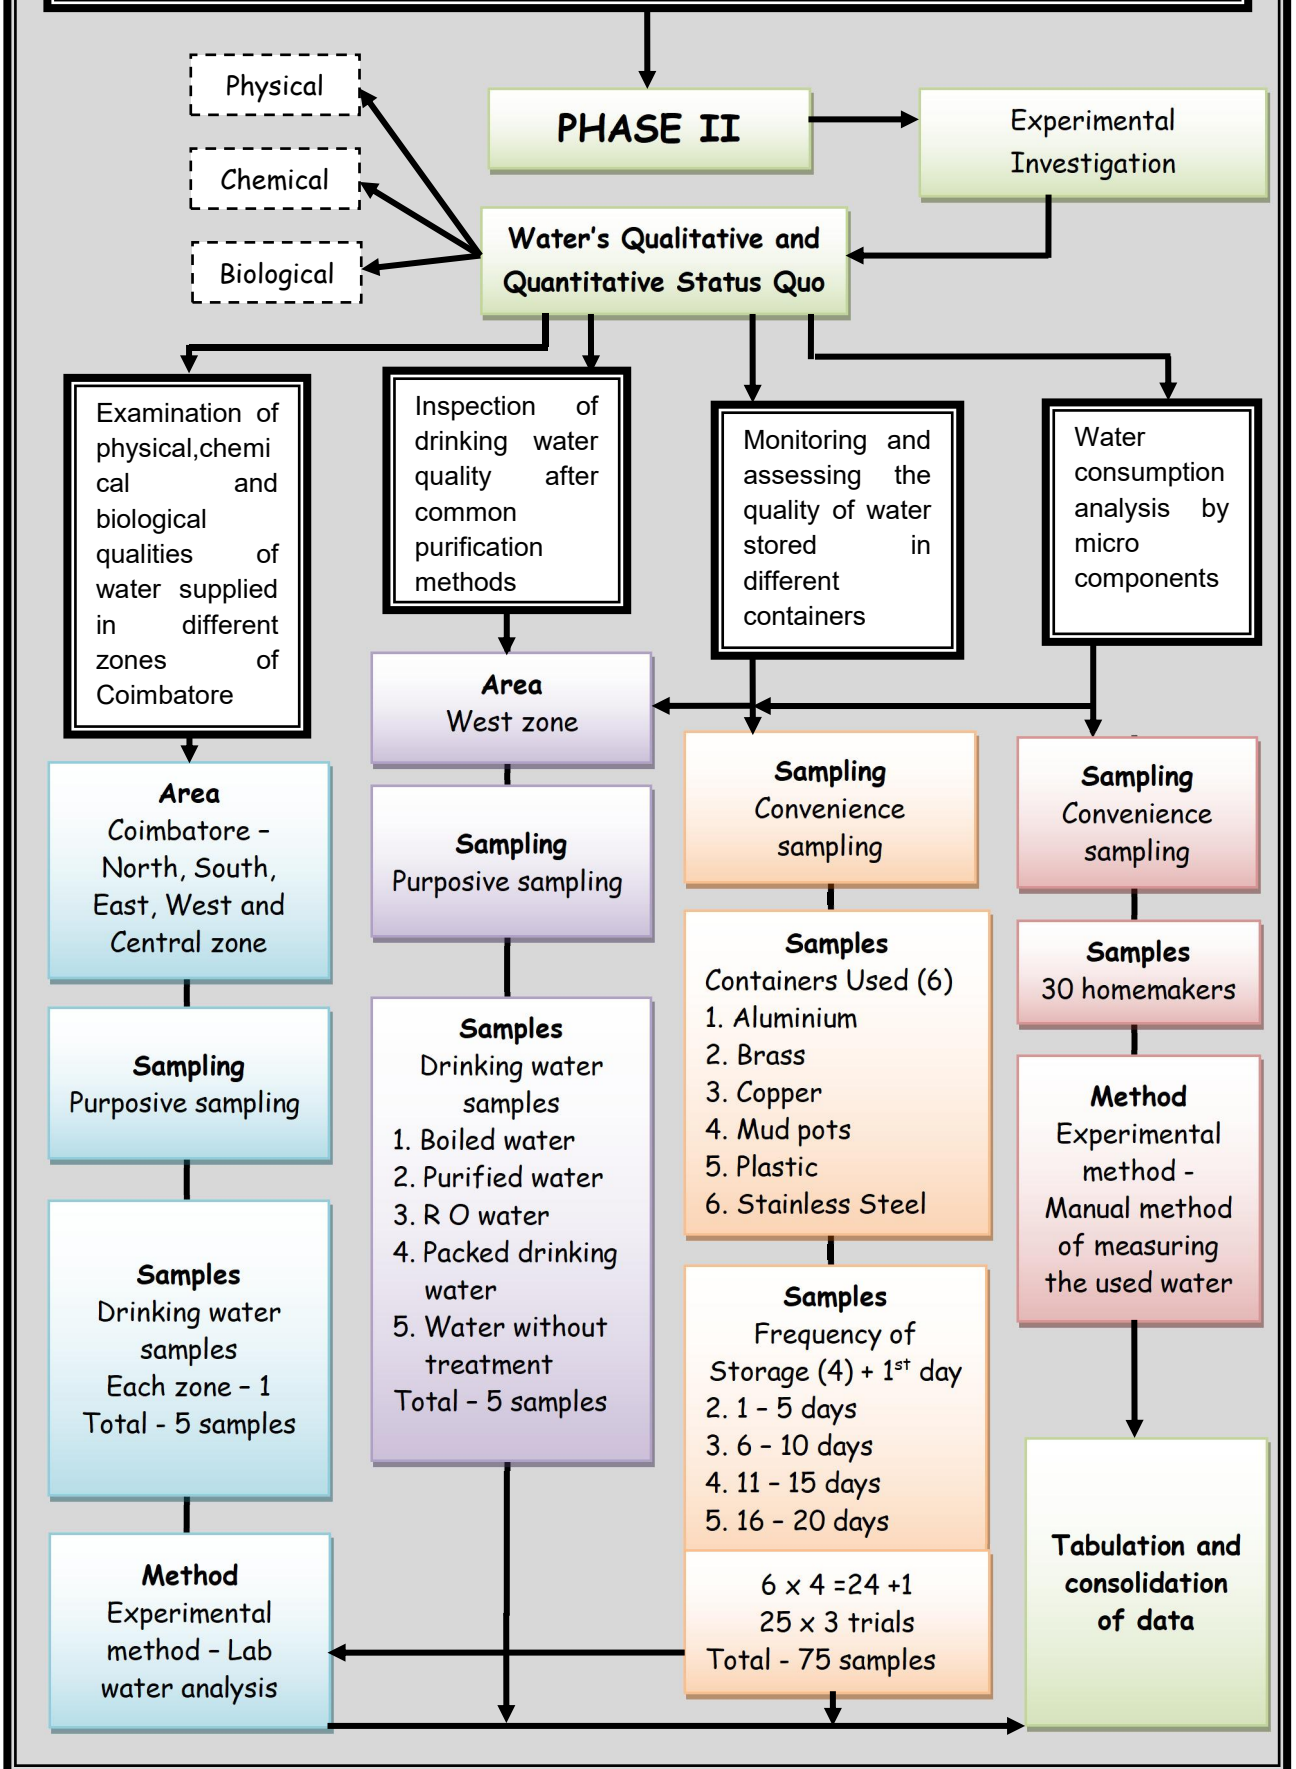 PHASE II
Experimental
Investigation
Physical
Chemical
Biological
Water's Qualitative and
Quantitative Status Quo
Examination of
physical,chemi
cal and
biological
qualities of
water supplied
in different
zones of
Coimbatore
Area
Coimbatore –
North, South,
East, West and
Central zone
Sampling
Purposive sampling
Samples
Drinking water
samples
Each zone – 1
Total - 5 samples
Method
Experimental
method – Lab
water analysis
Inspection of
drinking water
quality after
common
purification
methods
Area
West zone
Sampling
Purposive sampling
Samples
Drinking water
samples
1. Boiled water
2. Purified water
3. R O water
4. Packed drinking
water
5. Water without
treatment
Total – 5 samples
Monitoring and
assessing the
quality of water
stored in
different
containers
Sampling
Convenience
sampling
Samples
Containers Used (6)
1. Aluminium
2. Brass
3. Copper
4. Mud pots
5. Plastic
6. Stainless Steel
Samples
Frequency of
Storage (4) + 1st day
2. 1 – 5 days
3. 6 – 10 days
4. 11 – 15 days
5. 16 – 20 days
6 x 4 =24 +1
25 x 3 trials
Total - 75 samples
Water
consumption
analysis by
micro
components
Sampling
Convenience
sampling
Samples
30 homemakers
Method
Experimental
method -
Manual method
of measuring
the used water
Tabulation and
consolidation
of data